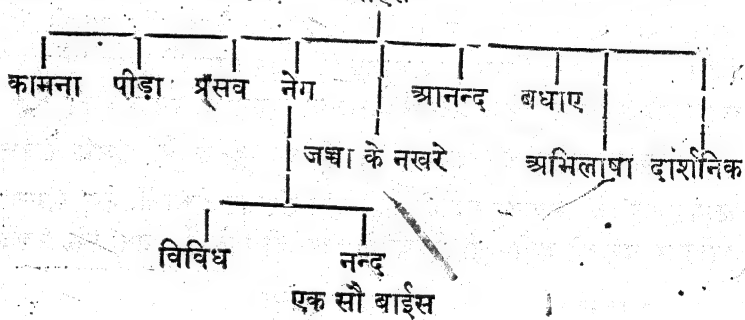 कामना पीड़ा प्रसव नेग आनन्द बधाए
जच्चा के नखरे अभिलाषा दार्शनिक
विविध नन्द
एक सौ बाईस